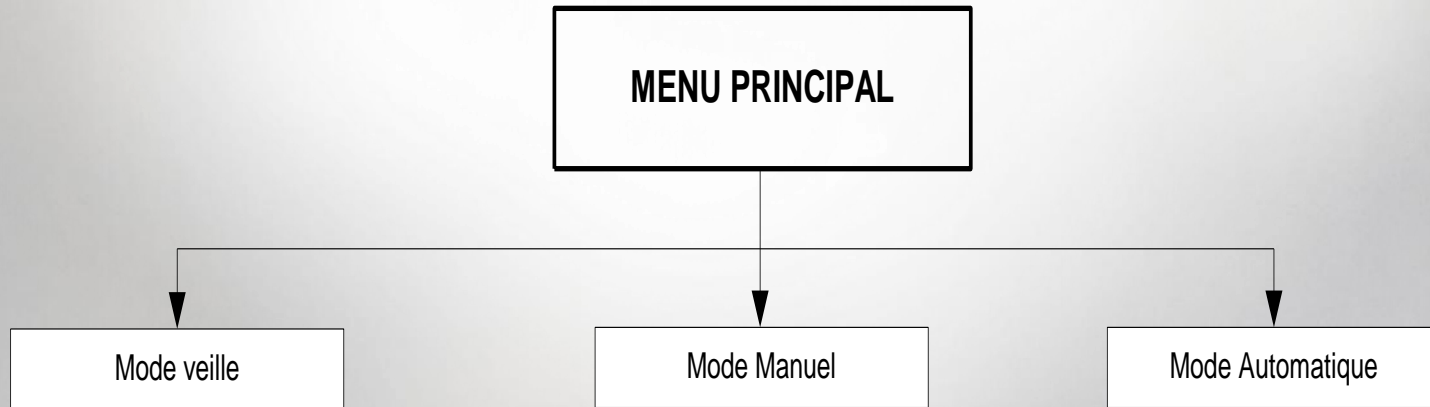 MENU PRINCIPAL
Mode veille
Mode Manuel
Mode Automatique